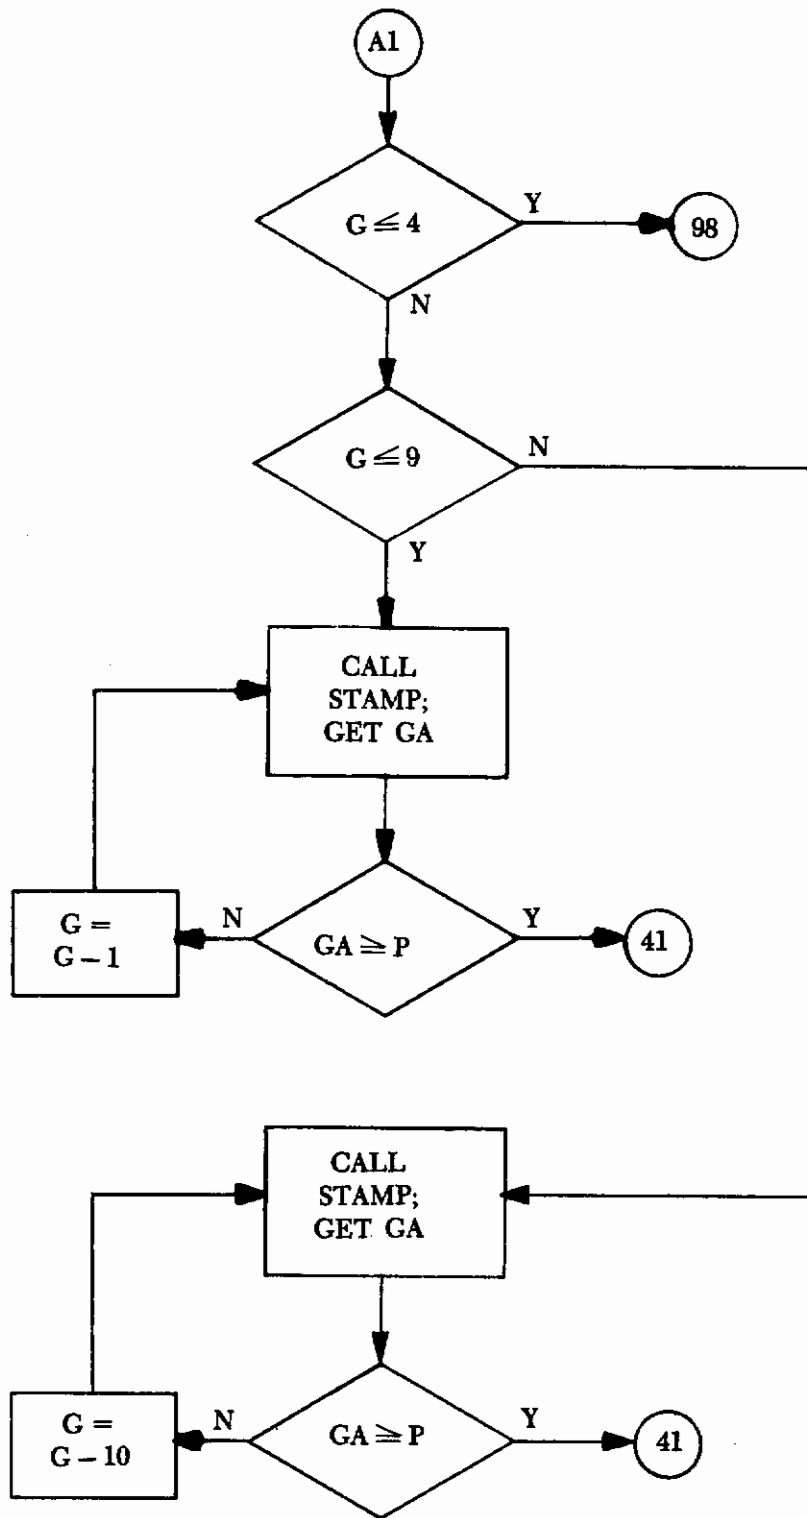 A1
G ≦ 4
Y
98
N
G ≦ 9
N
Y
CALL
STAMP;
GET GA
G =
G – 1
N
GA ≧ P
Y
41
CALL
STAMP;
GET GA
G =
G – 10
N
GA ≧ P
Y
41